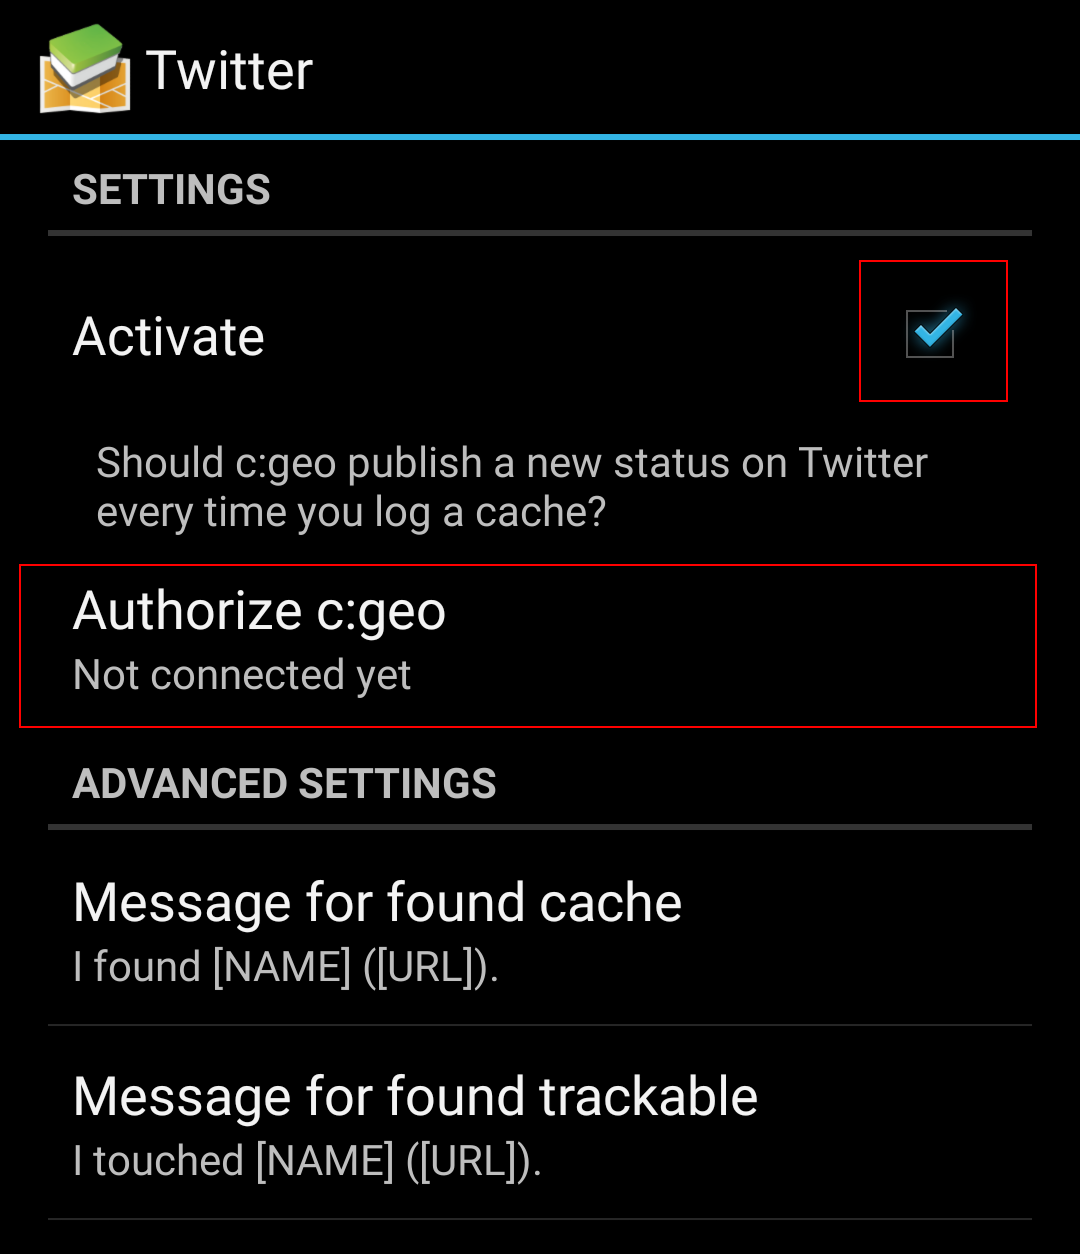 Twitter
SETTINGS
Activate
Should c:geo publish a new status on Twitter
every time you log a cache?
Authorize c:geo
Not connected yet
ADVANCED SETTINGS
Message for found cache
I found [NAME] ([URL]).
Message for found trackable
I touched [NAME] ([URL]).